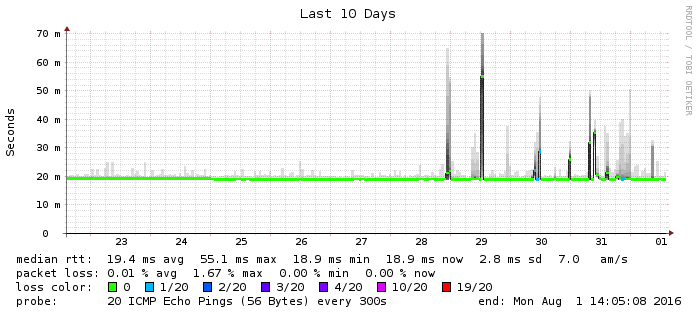 Last 10 Days
RRDTOOL / TOBI OETIKER
Seconds
70 m
60 m
50 m
40 m
30 m
20 m
10 m
0
23 24 25 26 27 28 29 30 31 01
median rtt: 19.4 ms avg 55.1 ms max 18.9 ms min 18.9 ms now 2.8 ms sd 7.0 am/s
packet loss: 0.01 % avg 1.67 % max 0.00 % min 0.00 % now
loss color: 0 1/20 2/20 3/20 4/20 10/20 19/20
probe: 20 ICMP Echo Pings (56 Bytes) every 300s end: Mon Aug 1 14:05:08 2016